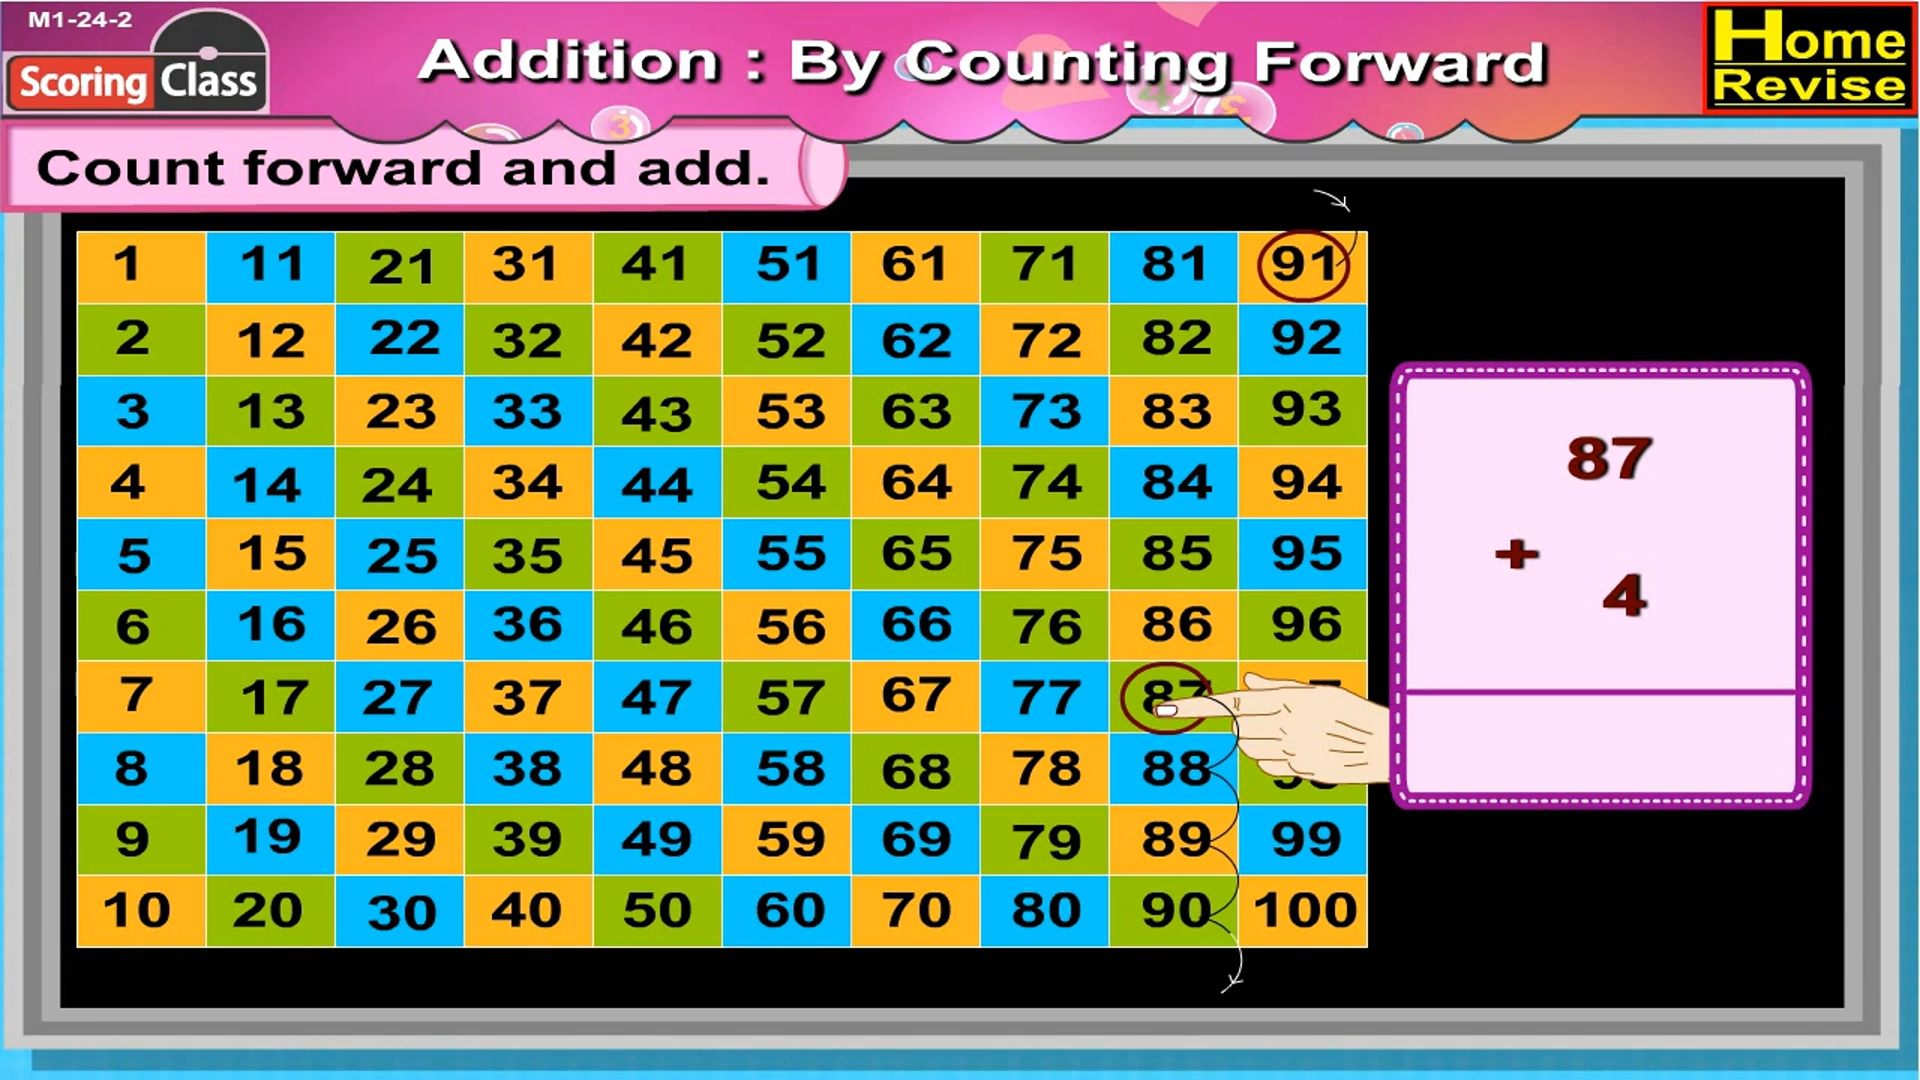 M1-24-2
Scoring Class
Addition : By Counting Forward
Home
Revise
Count forward and add.
1 11 21 31 41 51 61 71 81 91
2 12 22 32 42 52 62 72 82 92
3 13 23 33 43 53 63 73 83 93
4 14 24 34 44 54 64 74 84 94
5 15 25 35 45 55 65 75 85 95
6 16 26 36 46 56 66 76 86 96
7 17 27 37 47 57 67 77 87
8 18 28 38 48 58 68 78 88
9 19 29 39 49 59 69 79 89 99
10 20 30 40 50 60 70 80 90 100
87
+
4